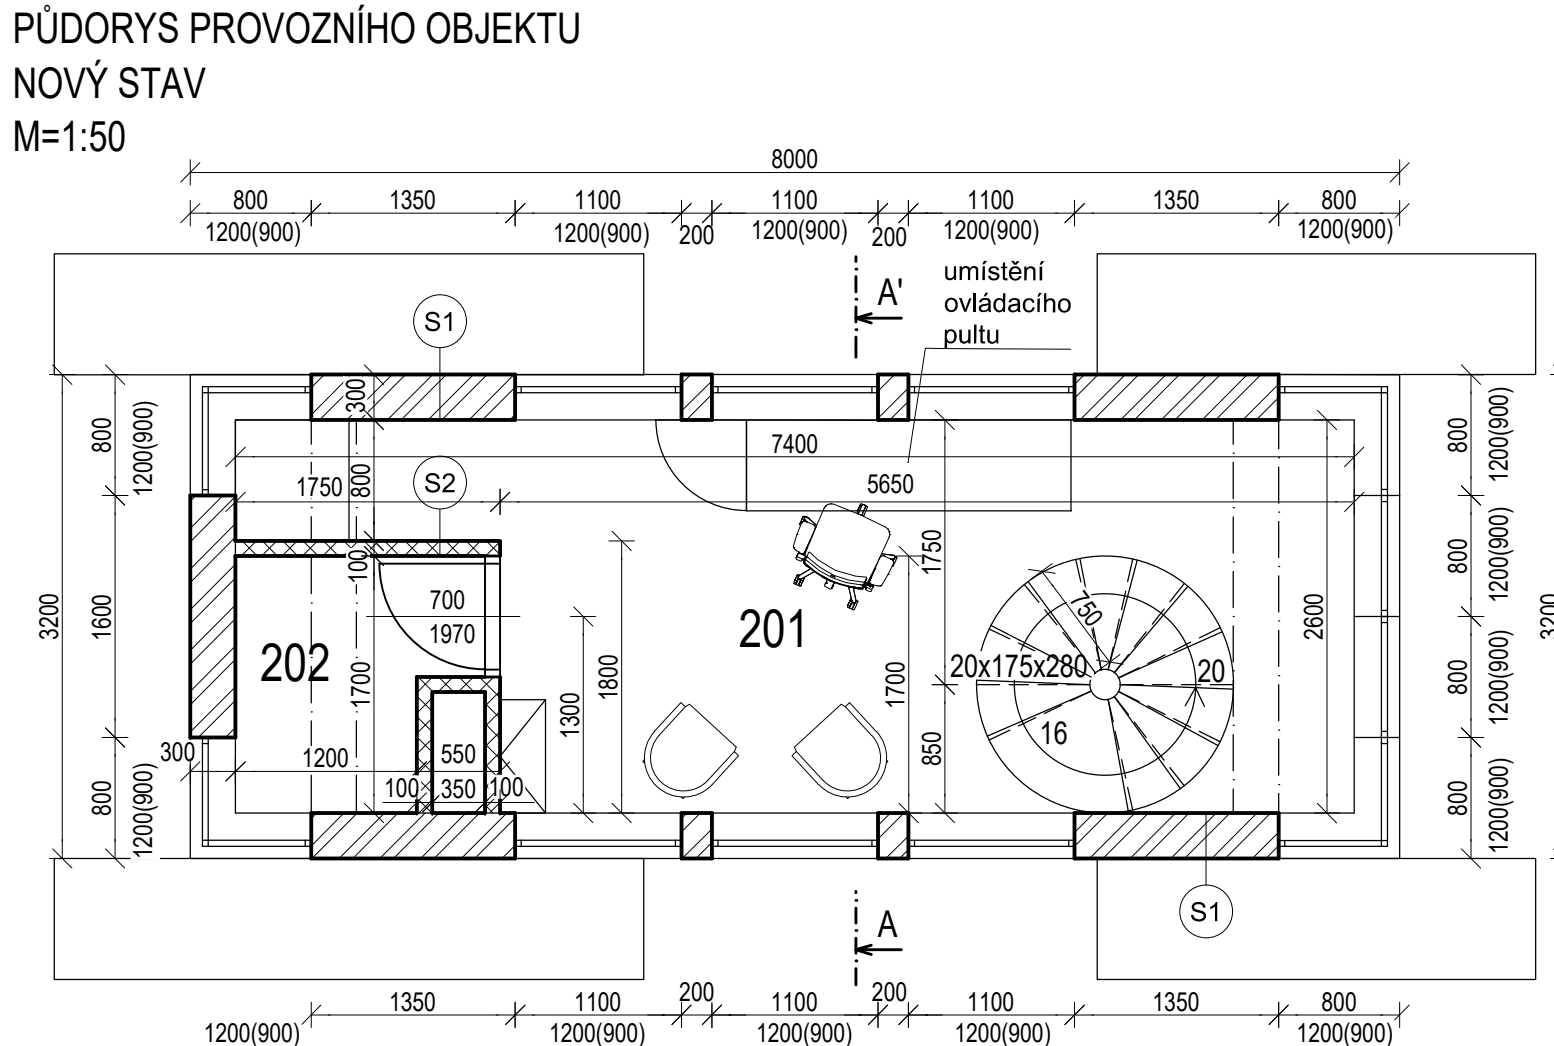 PŮDORYS PROVOZNÍHO OBJEKTU
NOVÝ STAV
M=1:50
8000
800 1350 1100 1100 1100 1350 800
1200(900) 1200(900) 200 1200(900) 200 1200(900) 1200(900)
umístění
ovládacího
pultu
A'
S1
300
7400
1750 800 S2 5650
800 1200(900)
800 1200(900)
100
1750
700
1970
750
800 1200(900)
3200 1600
201
202
2600
3200
20x175x280 20
1700 1800 1700
800 1200(900)
1300
16
850
300 1200 550
100 350 100
800 1200(900)
800 1200(900)
S1
A
1350 1100 200 1100 200 1100 1350 800
1200(900) 1200(900) 1200(900) 1200(900) 1200(900)